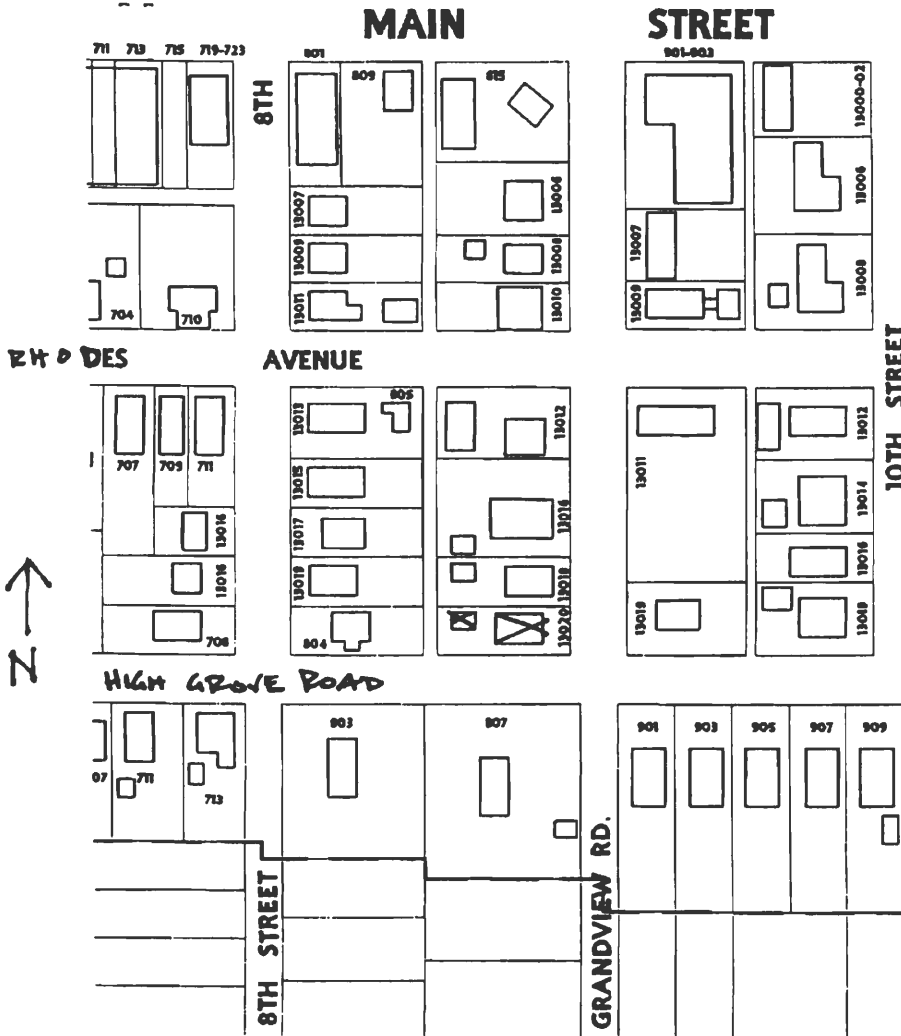 MAIN STREET
711 713 715 719-723 801 901-903
8TH
809 815 13000-02
13007 13006 13006
13009 13008 13007 13008
13011 13010 13009
704 710
RHODES AVENUE
10TH STREET
13013 805 13012 13012
707 709 711
13015 13011 13014
13016 13017 13016 13016
13016 13019 13018 13018
708 804 13020 13019
N
HIGH GROVE ROAD
803 807 901 903 905 907 909
07 711 713
8TH STREET GRANDVIEW RD.